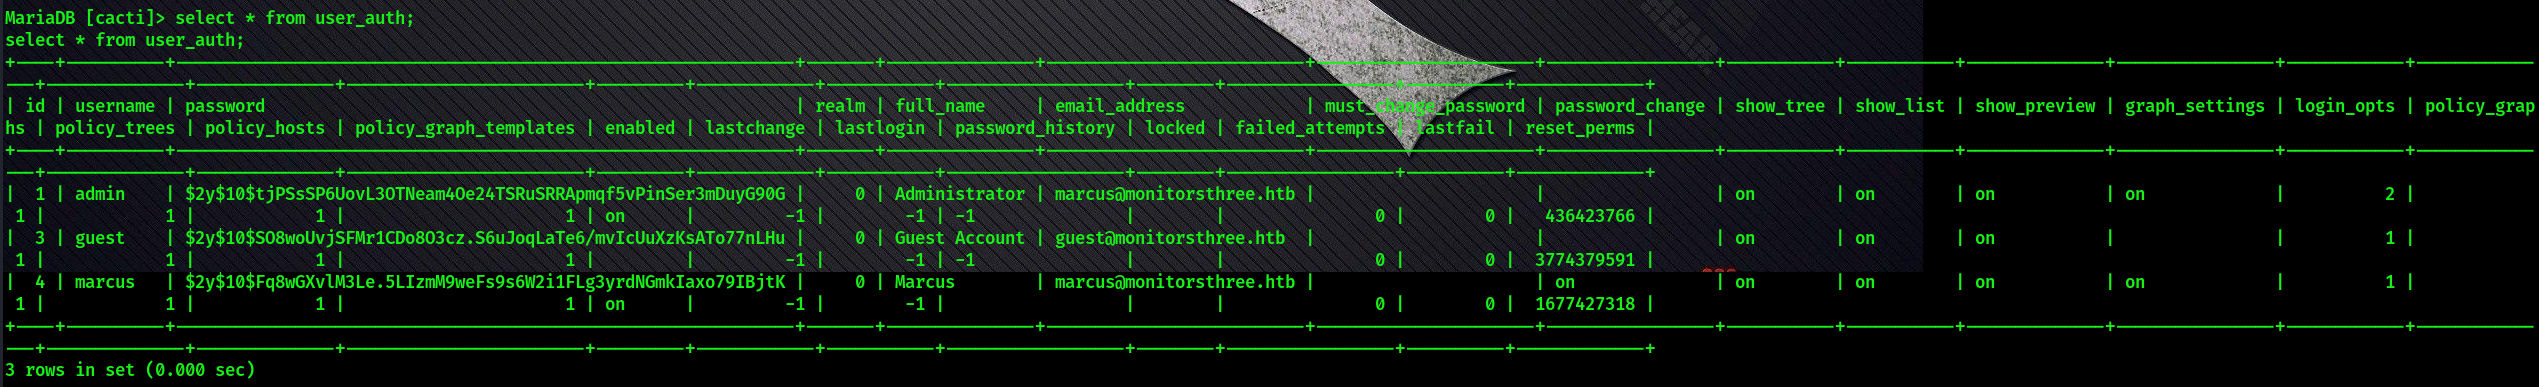 MariaDB [cacti]> select * from user_auth;
select * from user_auth;
+----+----------+--------------------------------------------------------------+-------+---------------+--------------------------+----------------------+-----------------+-----------+-----------+--------------+----------------+------------+------------
---+--------------+--------------+------------------------+---------+------------+-----------+------------------+--------+-----------------+----------+-------------+
| id | username | password | realm | full_name | email_address | must_change_password | password_change | show_tree | show_list | show_preview | graph_settings | login_opts | policy_grap
hs | policy_trees | policy_hosts | policy_graph_templates | enabled | lastchange | lastlogin | password_history | locked | failed_attempts | lastfail | reset_perms |
+----+----------+--------------------------------------------------------------+-------+---------------+--------------------------+----------------------+-----------------+-----------+-----------+--------------+----------------+------------+------------
---+--------------+--------------+------------------------+---------+------------+-----------+------------------+--------+-----------------+----------+-------------+
| 1 | admin | $2y$10$tjPSsSP6UovL3OTNeam4Oe24TSRuSRRApmqf5vPinSer3mDuyG90G | 0 | Administrator | marcus@monitorsthree.htb | | | on | on | on | on | 2 |
1 | 1 | 1 | 1 | on | -1 | -1 | -1 | | 0 | 0 | 436423766 |
| 3 | guest | $2y$10$SO8woUvjSFMr1CDo8O3cz.S6uJoqLaTe6/mvIcUuXzKsATo77nLHu | 0 | Guest Account | guest@monitorsthree.htb | | | on | on | on | | 1 |
1 | 1 | 1 | 1 | | -1 | -1 | -1 | | 0 | 0 | 3774379591 |
| 4 | marcus | $2y$10$Fq8wGXvlM3Le.5LIzmM9weFs9s6W2i1FLg3yrdNGmkIaxo79IBjtK | 0 | Marcus | marcus@monitorsthree.htb | | on | on | on | on | on | 1 |
1 | 1 | 1 | 1 | on | -1 | -1 | | | 0 | 0 | 1677427318 |
+----+----------+--------------------------------------------------------------+-------+---------------+--------------------------+----------------------+-----------------+-----------+-----------+--------------+----------------+------------+------------
---+--------------+--------------+------------------------+---------+------------+-----------+------------------+--------+-----------------+----------+-------------+
3 rows in set (0.000 sec)